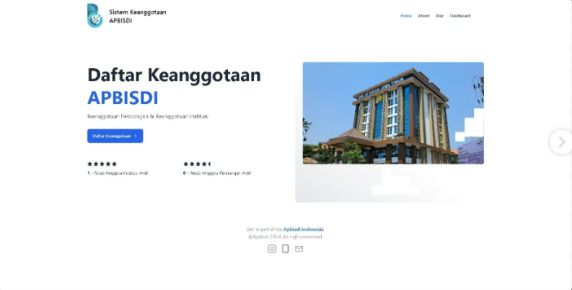 Sistem Keanggotaan
APBISDI
Home About Alur Dashboard
Daftar Keanggotaan
APBISDI
Keanggotaan Perorangan & Keanggotaan Institusi
Daftar Keanggotaan >
1 - Total Anggota Institusi Aktif
6 - Total Anggota Perorangan Aktif
We're part of the Apbisdi Indonesia.
©Apbisdi 2024. All rights reserved.